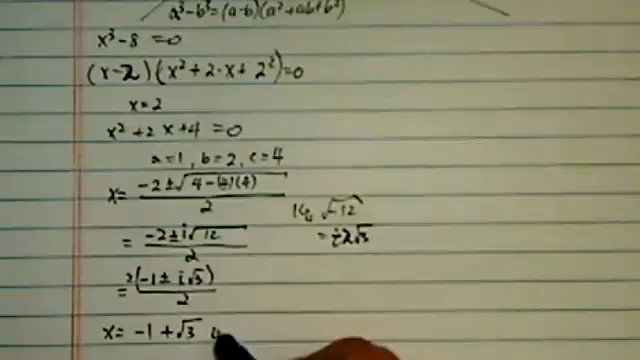 a³-b³=(a-b)(a²+ab+b²)
x³-8=0
(x-2)(x²+2·x+2²)=0
x=2
x²+2x+4=0
a=1, b=2, c=4
x= -2±√4-(4)(4) / 2
= -2±i√12 / 2
√-12
= i2√3
= 2(-1±i√3) / 2
x= -1+√3